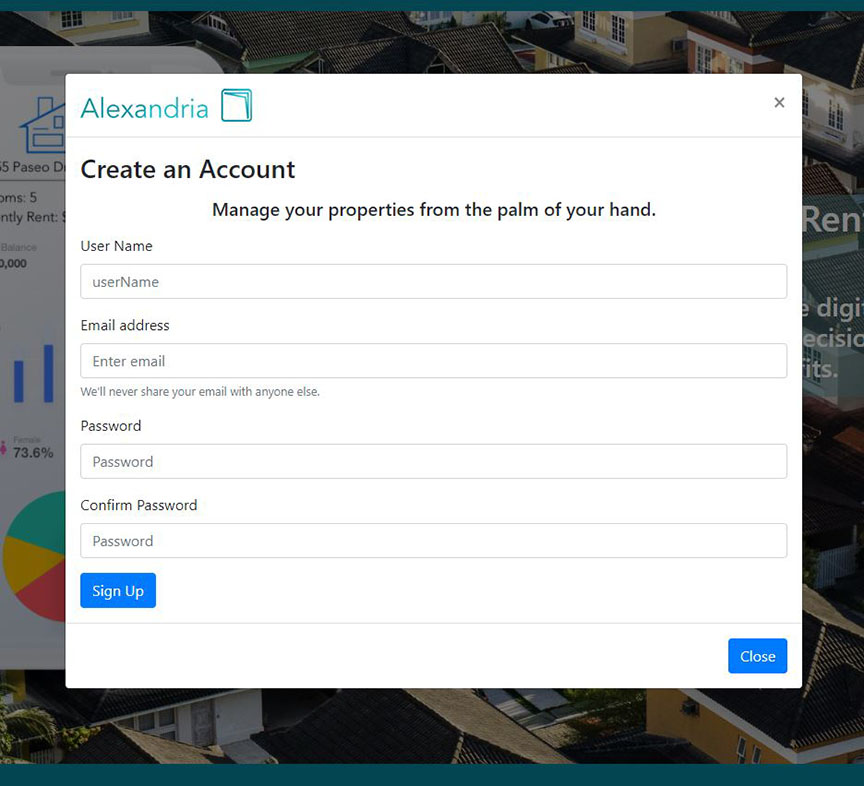 Alexandria
×
Create an Account
Manage your properties from the palm of your hand.
User Name
userName
Email address
Enter email
We'll never share your email with anyone else.
Password
Password
Confirm Password
Password
Sign Up
Close
55 Paseo
oms: 5
ntly Rent: $
Balance
0,000
Female
73.6%
Ren
e digi
ecisio
its.